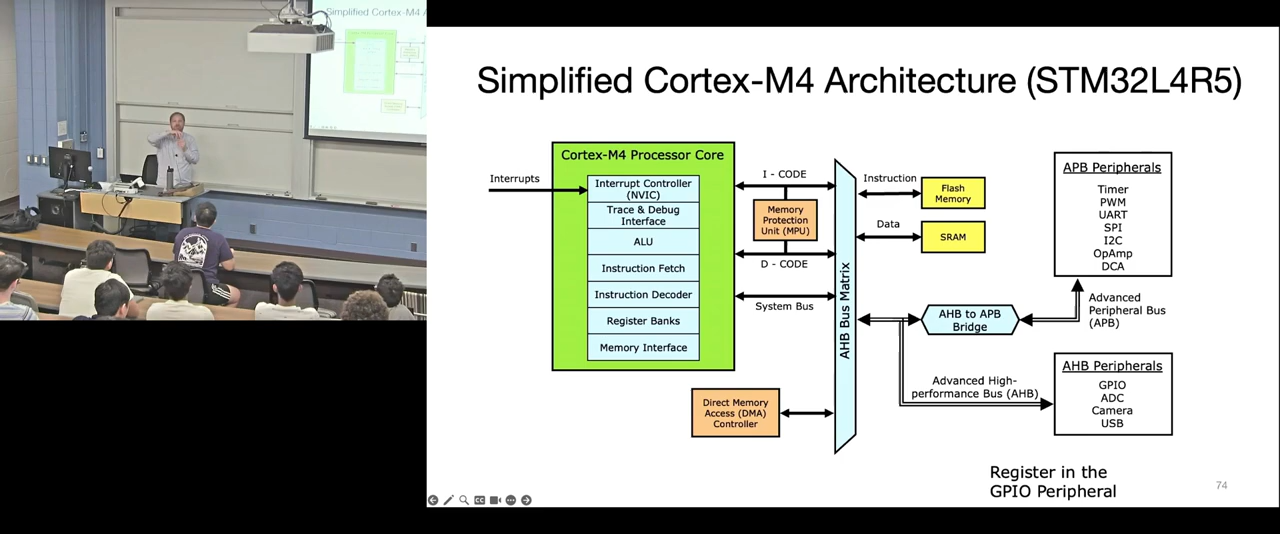 Simplified Cortex-M4 A
Simplified Cortex-M4 Architecture (STM32L4R5)
Cortex-M4 Processor Core
Interrupts
Interrupt Controller
(NVIC)
Trace & Debug
Interface
ALU
Instruction Fetch
Instruction Decoder
Register Banks
Memory Interface
I - CODE
Memory
Protection
Unit (MPU)
D - CODE
System Bus
Direct Memory
Access (DMA)
Controller
AHB Bus Matrix
Instruction
Flash
Memory
Data
SRAM
AHB to APB
Bridge
Advanced High-
performance Bus (AHB)
APB Peripherals
Timer
PWM
UART
SPI
I2C
OpAmp
DCA
Advanced
Peripheral Bus
(APB)
AHB Peripherals
GPIO
ADC
Camera
USB
Register in the
GPIO Peripheral
74
CC